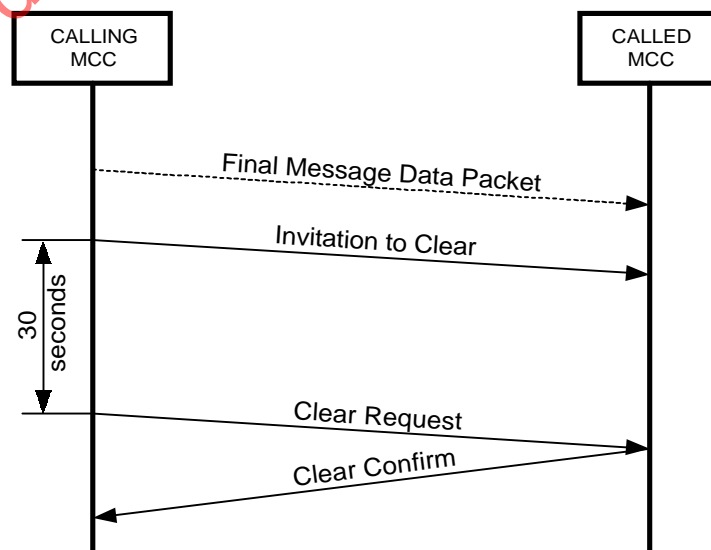 CALLING
MCC
CALLED
MCC
Final Message Data Packet
Invitation to Clear
30
seconds
Clear Request
Clear Confirm